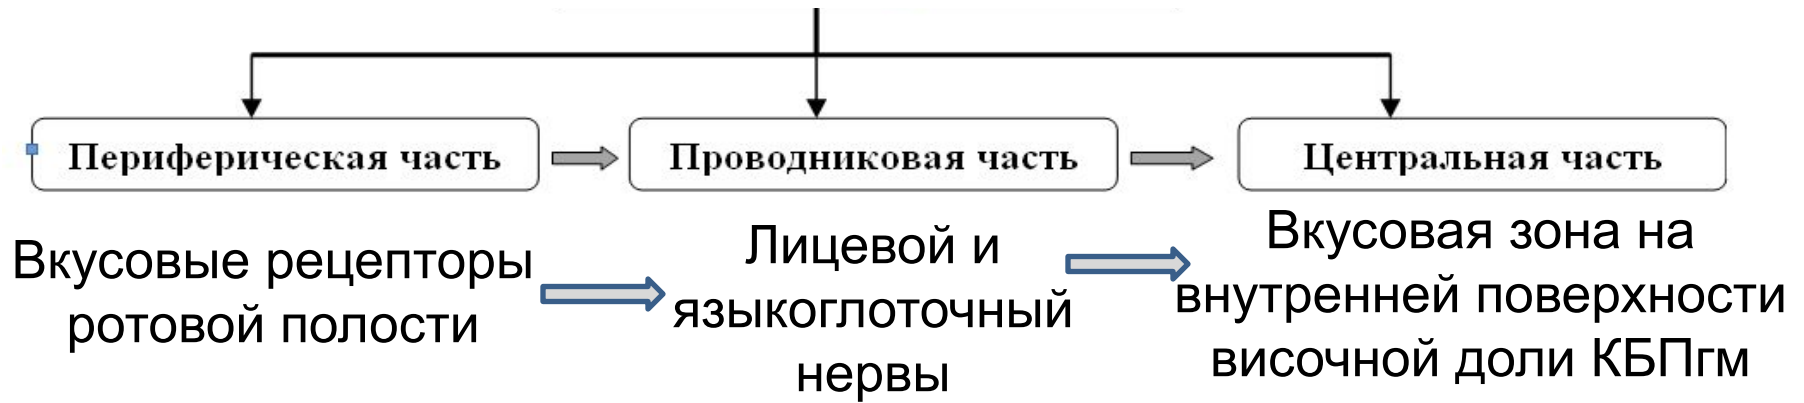 Периферическая часть
Проводниковая часть
Центральная часть
Вкусовые рецепторы
ротовой полости
Лицевой и
языкоглоточный
нервы
Вкусовая зона на
внутренней поверхности
височной доли КБПгм